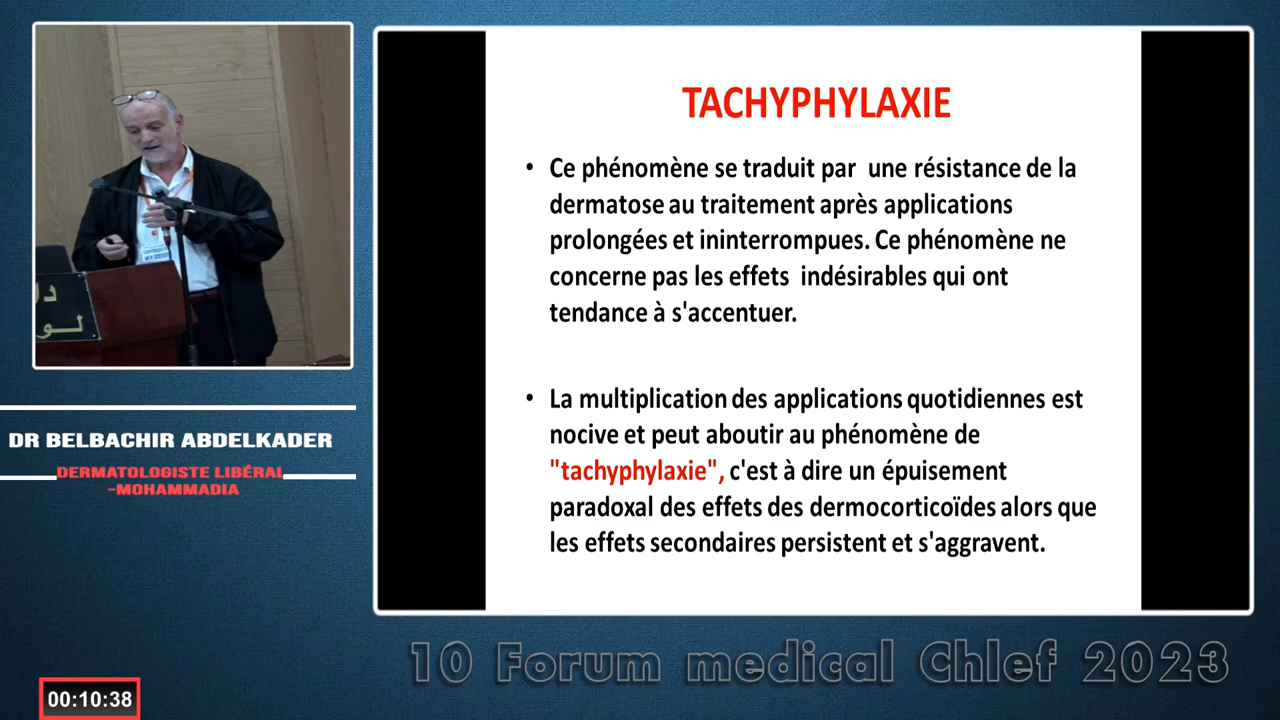 TACHYPHYLAXIE
• Ce phénomène se traduit par une résistance de la
dermatose au traitement après applications
prolongées et ininterrompues. Ce phénomène ne
concerne pas les effets indésirables qui ont
tendance à s'accentuer.
• La multiplication des applications quotidiennes est
nocive et peut aboutir au phénomène de
"tachyphylaxie", c'est à dire un épuisement
paradoxal des effets des dermocorticoïdes alors que
les effets secondaires persistent et s'aggravent.
DR BELBACHIR ABDELKADER
DERMATOLOGISTE LIBÉRAL
-MOHAMMADIA
10 Forum medical Chlef 2023
00:10:38